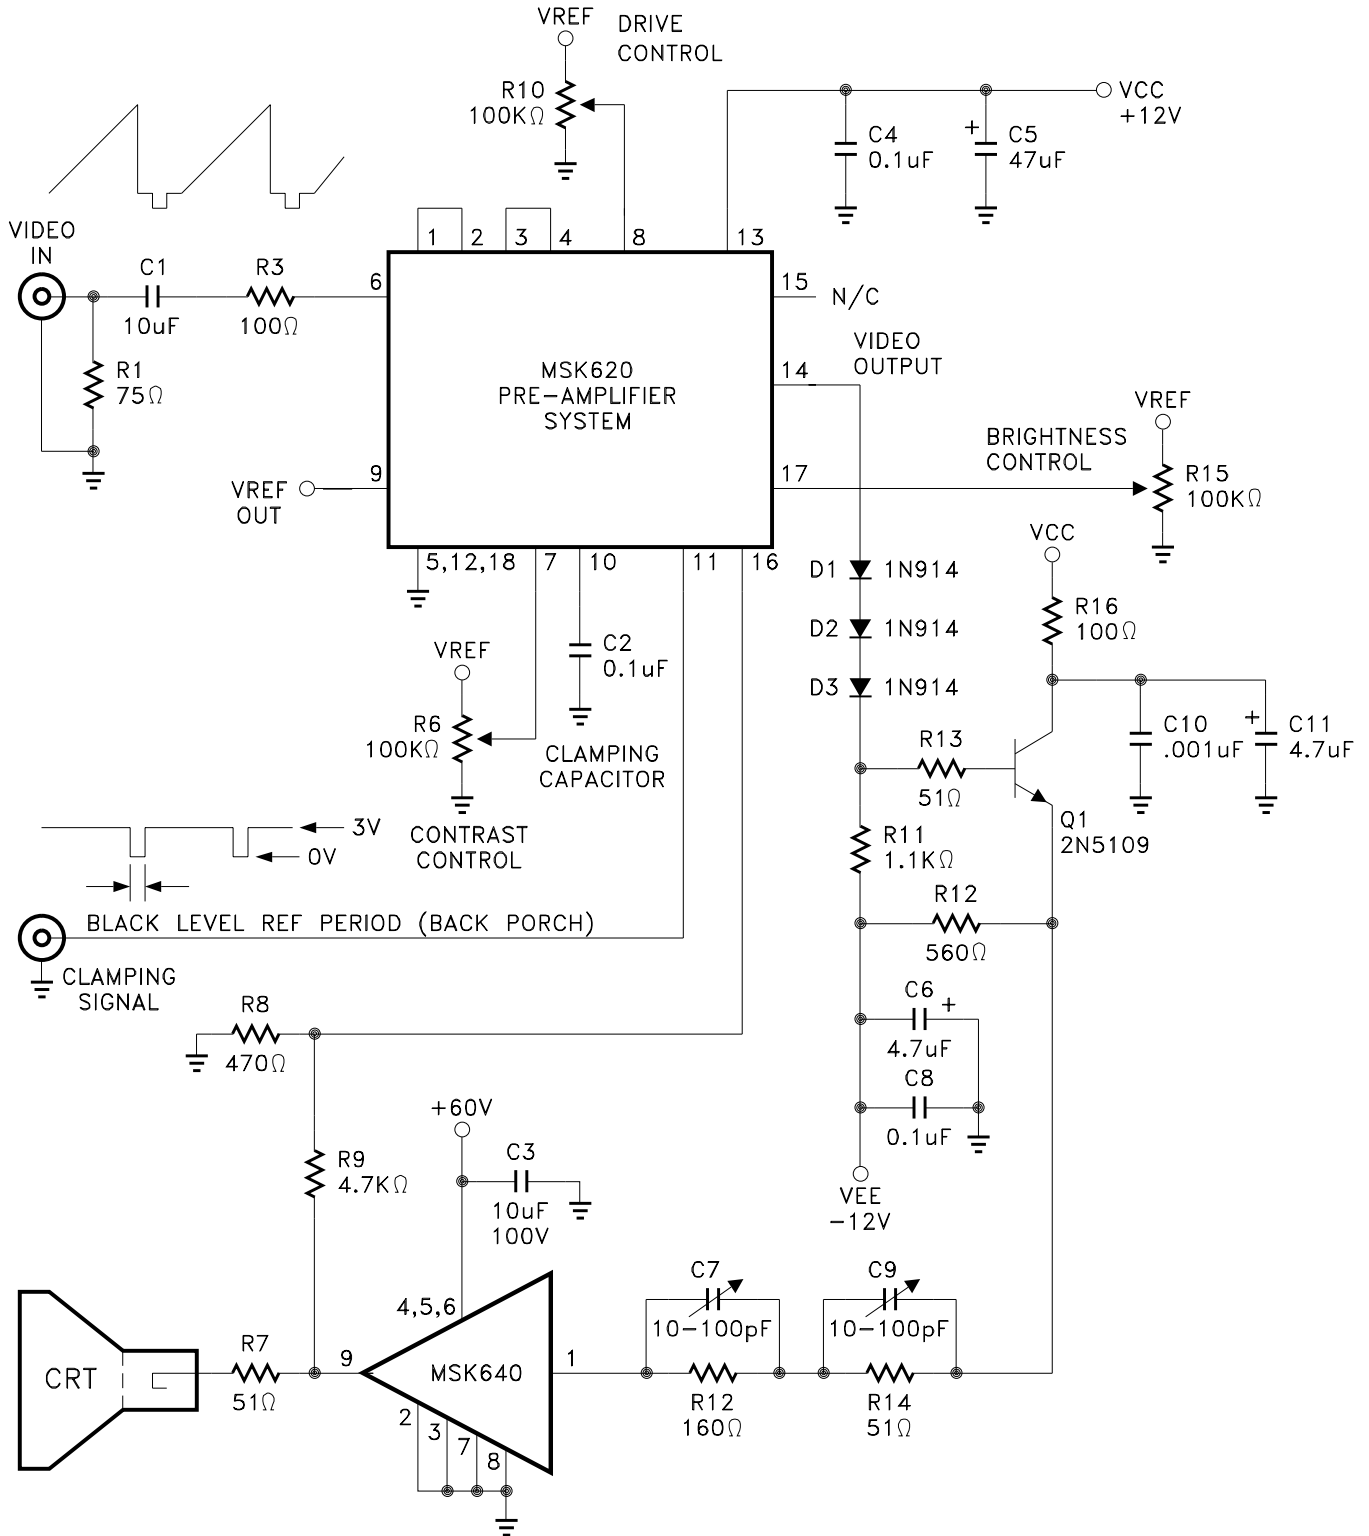 VREF
DRIVE
CONTROL
R10
100KΩ
VCC
+12V
C4
0.1uF
+
C5
47uF
VIDEO
IN
C1
10uF
R3
100Ω
R1
75Ω
1
2
3
4
8
13
6
15
N/C
MSK620
PRE-AMPLIFIER
SYSTEM
14
VIDEO
OUTPUT
9
VREF
OUT
17
BRIGHTNESS
CONTROL
VREF
R15
100KΩ
5,12,18
7
10
11
16
D1
1N914
D2
1N914
D3
1N914
VCC
R16
100Ω
VREF
R6
100KΩ
C2
0.1uF
CLAMPING
CAPACITOR
CONTRAST
CONTROL
R13
51Ω
C10
.001uF
+
C11
4.7uF
Q1
2N5109
R11
1.1KΩ
R12
560Ω
3V
0V
BLACK LEVEL REF PERIOD (BACK PORCH)
CLAMPING
SIGNAL
R8
470Ω
C6
+
4.7uF
C8
0.1uF
VEE
-12V
+60V
C3
10uF
100V
R9
4.7KΩ
4,5,6
C7
10-100pF
C9
10-100pF
CRT
R7
51Ω
9
MSK640
1
R12
160Ω
R14
51Ω
2
3
7
8